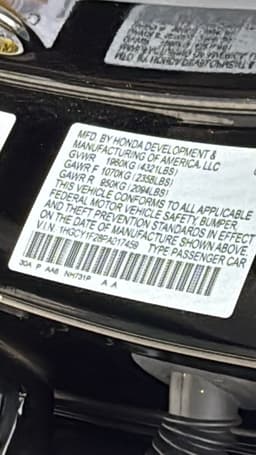 MFD. BY HONDA DEVELOPMENT &
MANUFACTURING OF AMERICA, LLC
GVWR 1960KG (4321LBS)
GAWR F 1070KG (2358LBS)
GAWR R 950KG (2094LBS)
THIS VEHICLE CONFORMS TO ALL APPLICABLE
FEDERAL MOTOR VEHICLE SAFETY, BUMPER,
AND THEFT PREVENTION STANDARDS IN EFFECT
ON THE DATE OF MANUFACTURE SHOWN ABOVE.
V.I.N. TYPE PASSENGER CAR
30A P AA6 NH731P A A